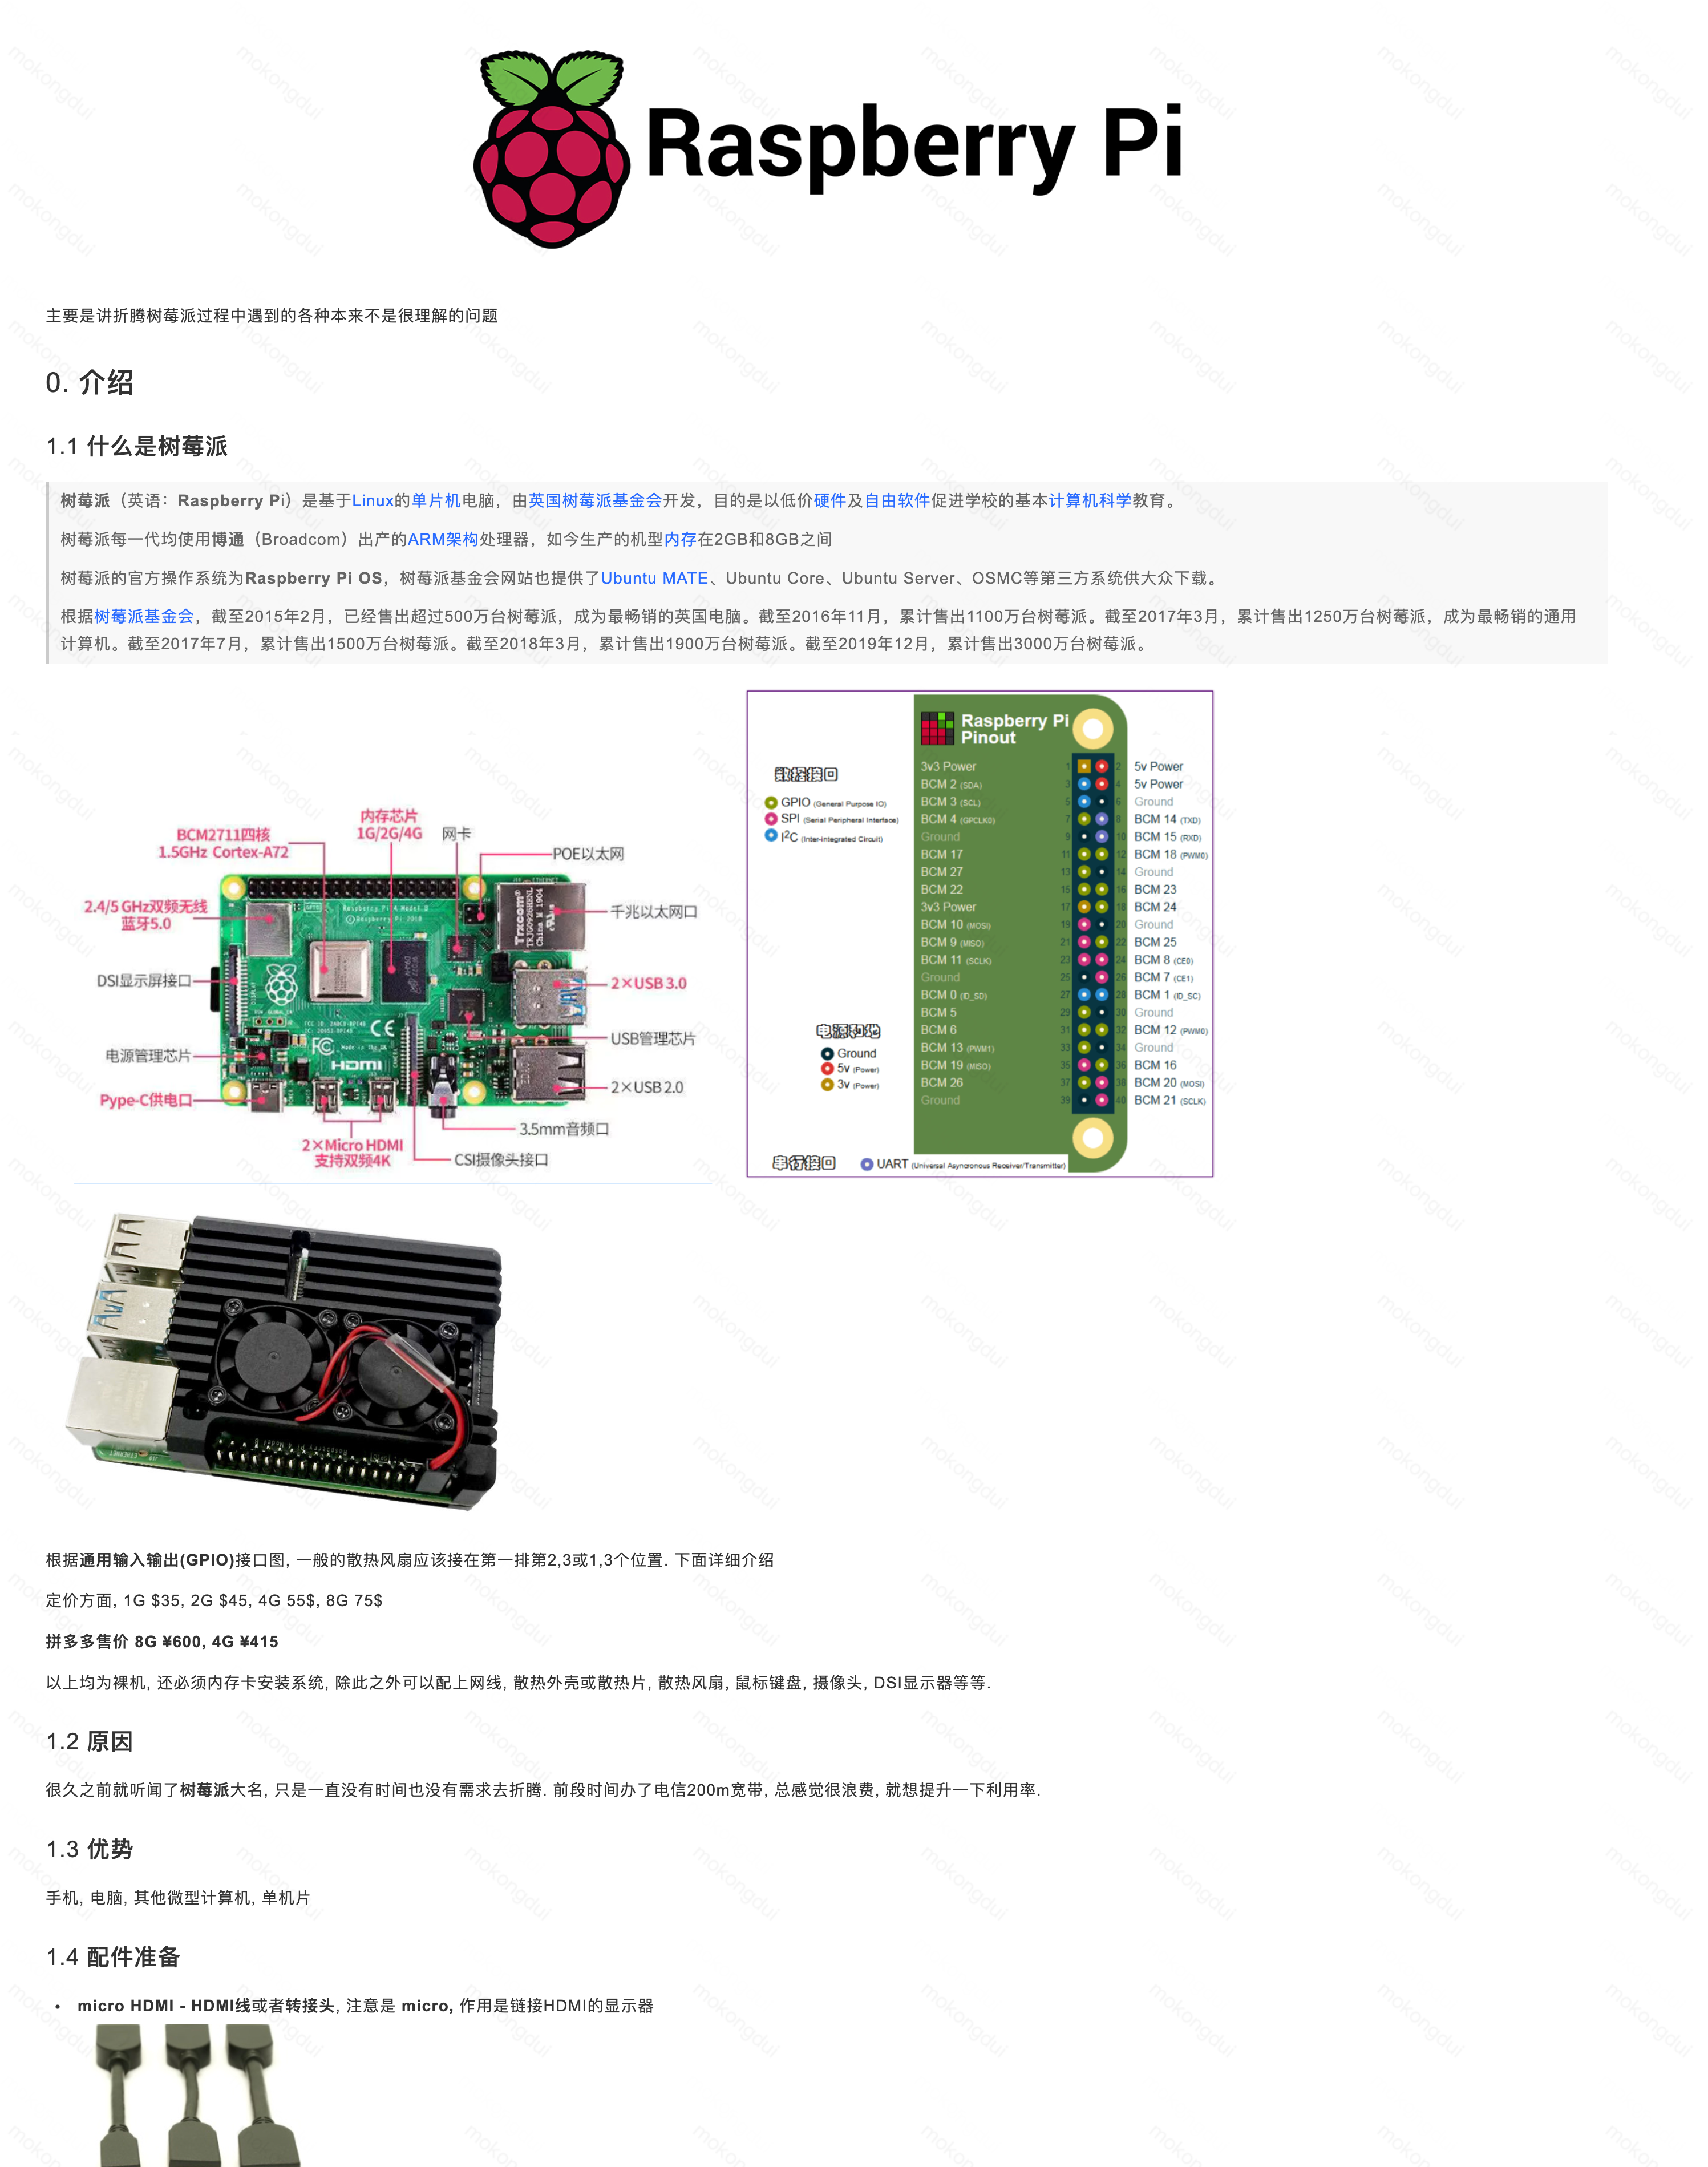 Raspberry Pi
主要是讲折腾树莓派过程中遇到的各种本来不是很理解的问题
0. 介绍
1.1 什么是树莓派
树莓派（英语：Raspberry Pi）是基于Linux的单片机电脑，由英国树莓派基金会开发，目的是以低价硬件及自由软件促进学校的基本计算机科学教育。
树莓派每一代均使用博通（Broadcom）出产的ARM架构处理器，如今生产的机型内存在2GB和8GB之间
树莓派的官方操作系统为Raspberry Pi OS，树莓派基金会网站也提供了Ubuntu MATE、Ubuntu Core、Ubuntu Server、OSMC等第三方系统供大众下载。
根据树莓派基金会，截至2015年2月，已经售出超过500万台树莓派，成为最畅销的英国电脑。截至2016年11月，累计售出1100万台树莓派。截至2017年3月，累计售出1250万台树莓派，成为最畅销的通用
计算机。截至2017年7月，累计售出1500万台树莓派。截至2018年3月，累计售出1900万台树莓派。截至2019年12月，累计售出3000万台树莓派。
内存芯片
1G/2G/4G
网卡
BCM2711四核
1.5GHz Cortex-A72
POE以太网
2.4/5 GHz双频无线
蓝牙5.0
千兆以太网口
DSI显示屏接口
2×USB 3.0
USB管理芯片
电源管理芯片
2×USB 2.0
Pype-C供电口
3.5mm音频口
2×Micro HDMI
支持双频4K
CSI摄像头接口
Raspberry Pi 4 Model B
© Raspberry Pi 2018
Trxcom
China M 1904
HDMI
Raspberry Pi
Pinout
数据接口
GPIO (General Purpose IO)
SPI (Serial Peripheral Interface)
I2C (Inter-integrated Circuit)
电源和地
Ground
5v (Power)
3v (Power)
串行接口
UART (Universal Asyncronous Receiver/Transmitter)
3v3 Power 1 2 5v Power
BCM 2 (SDA) 3 4 5v Power
BCM 3 (SCL) 5 6 Ground
BCM 4 (GPCLK0) 7 8 BCM 14 (TXD)
Ground 9 10 BCM 15 (RXD)
BCM 17 11 12 BCM 18 (PWM0)
BCM 27 13 14 Ground
BCM 22 15 16 BCM 23
3v3 Power 17 18 BCM 24
BCM 10 (MOSI) 19 20 Ground
BCM 9 (MISO) 21 22 BCM 25
BCM 11 (SCLK) 23 24 BCM 8 (CE0)
Ground 25 26 BCM 7 (CE1)
BCM 0 (ID_SD) 27 28 BCM 1 (ID_SC)
BCM 5 29 30 Ground
BCM 6 31 32 BCM 12 (PWM0)
BCM 13 (PWM1) 33 34 Ground
BCM 19 (MISO) 35 36 BCM 16
BCM 26 37 38 BCM 20 (MOSI)
Ground 39 40 BCM 21 (SCLK)
根据通用输入输出(GPIO)接口图, 一般的散热风扇应该接在第一排第2,3或1,3个位置. 下面详细介绍
定价方面, 1G $35, 2G $45, 4G 55$, 8G 75$
拼多多售价 8G ¥600, 4G ¥415
以上均为裸机, 还必须内存卡安装系统, 除此之外可以配上网线, 散热外壳或散热片, 散热风扇, 鼠标键盘, 摄像头, DSI显示器等等.
1.2 原因
很久之前就听闻了树莓派大名, 只是一直没有时间也没有需求去折腾. 前段时间办了电信200m宽带, 总感觉很浪费, 就想提升一下利用率.
1.3 优势
手机, 电脑, 其他微型计算机, 单机片
1.4 配件准备
• micro HDMI - HDMI线或者转接头, 注意是 micro, 作用是链接HDMI的显示器
mokongdui